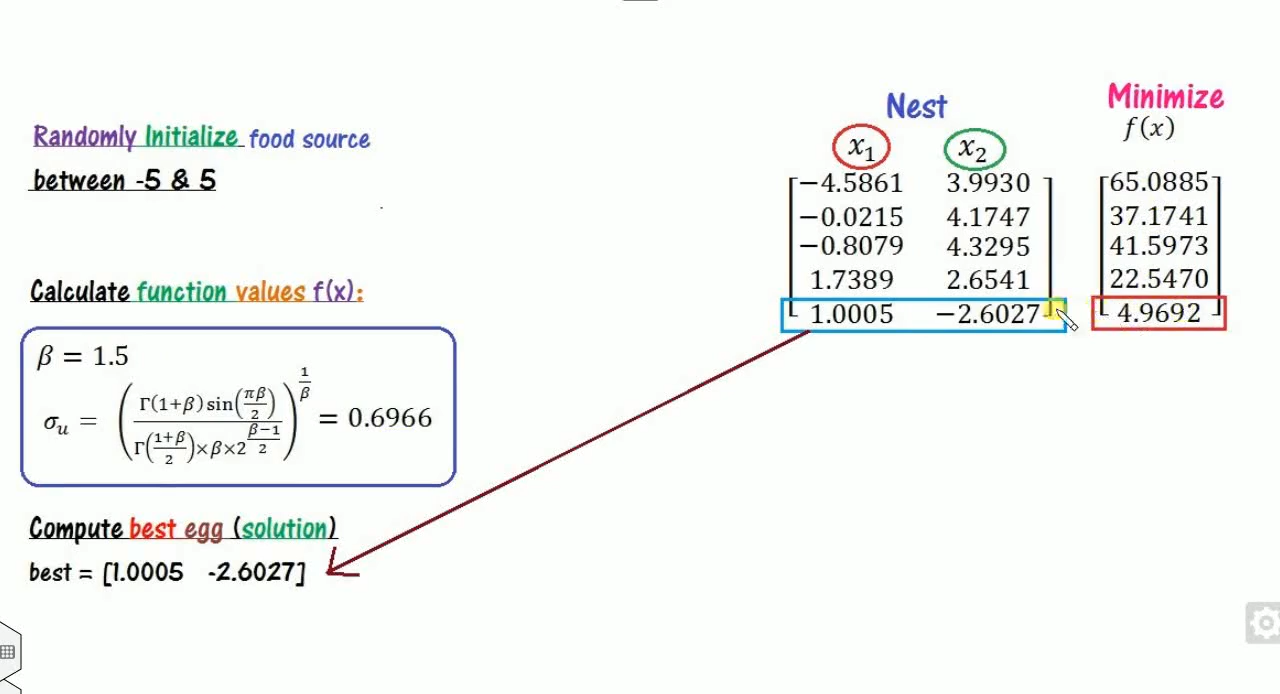 Randomly Initialize food source
between -5 & 5
Calculate function values f(x):
β = 1.5
σ_u = (Γ(1+β) sin(πβ/2) / Γ((1+β)/2)×β×2^((β−1)/2))^(1/β) = 0.6966
Compute best egg (solution)
best = [1.0005 -2.6027]
Nest
x₁ x₂
−4.5861 3.9930
−0.0215 4.1747
−0.8079 4.3295
1.7389 2.6541
1.0005 −2.6027
Minimize
f(x)
65.0885
37.1741
41.5973
22.5470
4.9692